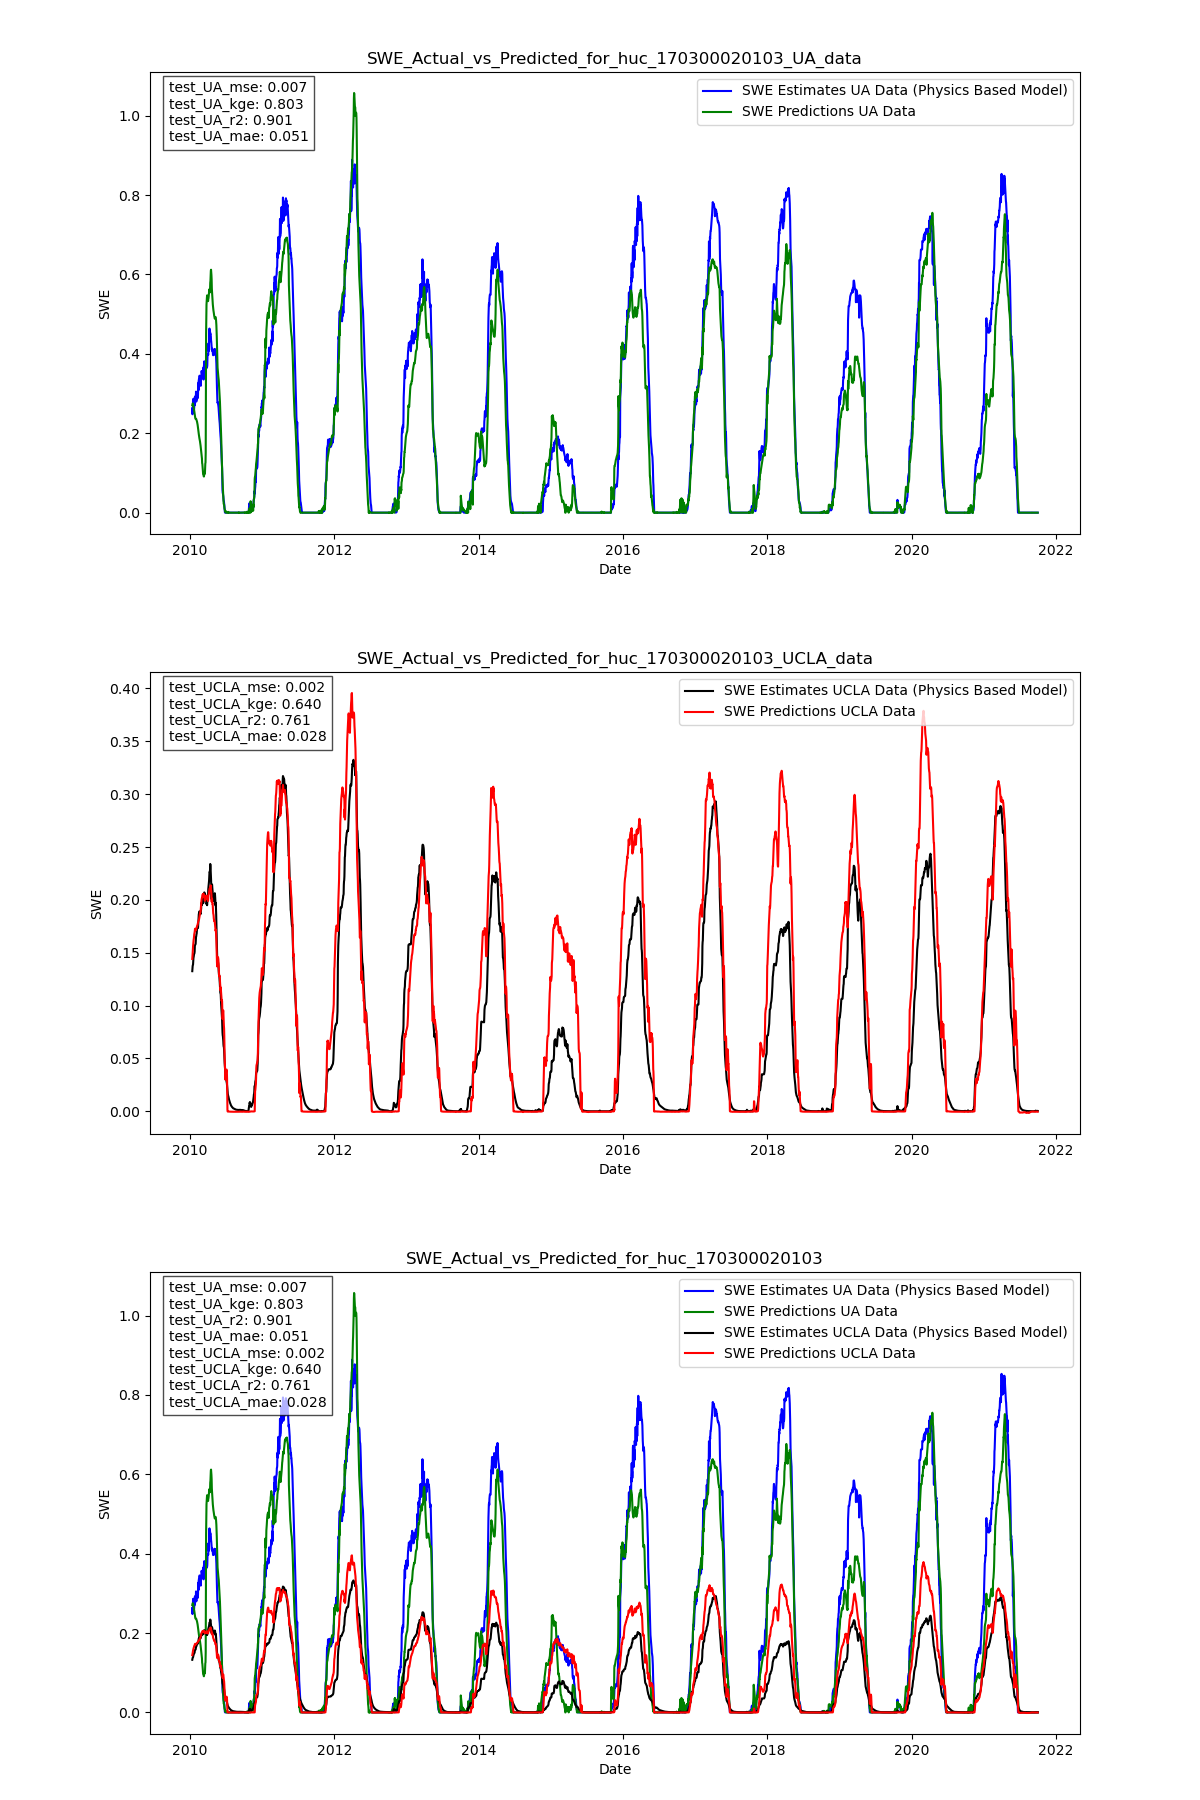 SWE_Actual_vs_Predicted_for_huc_170300020103_UA_data
test_UA_mse: 0.007
test_UA_kge: 0.803
test_UA_r2: 0.901
test_UA_mae: 0.051
SWE Estimates UA Data (Physics Based Model)
SWE Predictions UA Data
1.0
0.8
0.6
0.4
0.2
0.0
SWE
2010 2012 2014 2016 2018 2020 2022
Date
SWE_Actual_vs_Predicted_for_huc_170300020103_UCLA_data
test_UCLA_mse: 0.002
test_UCLA_kge: 0.640
test_UCLA_r2: 0.761
test_UCLA_mae: 0.028
SWE Estimates UCLA Data (Physics Based Model)
SWE Predictions UCLA Data
0.40
0.35
0.30
0.25
0.20
0.15
0.10
0.05
0.00
SWE
2010 2012 2014 2016 2018 2020 2022
Date
SWE_Actual_vs_Predicted_for_huc_170300020103
test_UA_mse: 0.007
test_UA_kge: 0.803
test_UA_r2: 0.901
test_UA_mae: 0.051
test_UCLA_mse: 0.002
test_UCLA_kge: 0.640
test_UCLA_r2: 0.761
test_UCLA_mae: 0.028
SWE Estimates UA Data (Physics Based Model)
SWE Predictions UA Data
SWE Estimates UCLA Data (Physics Based Model)
SWE Predictions UCLA Data
1.0
0.8
0.6
0.4
0.2
0.0
SWE
2010 2012 2014 2016 2018 2020 2022
Date